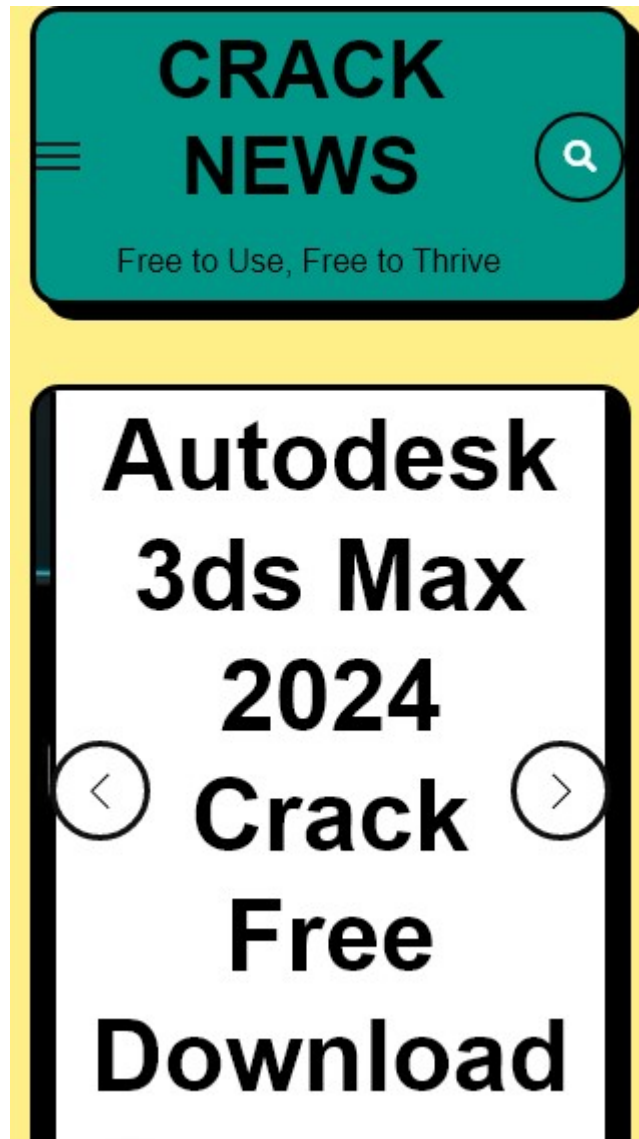 CRACK
NEWS
Free to Use, Free to Thrive
Autodesk
3ds Max
2024
Crack
Free
Download